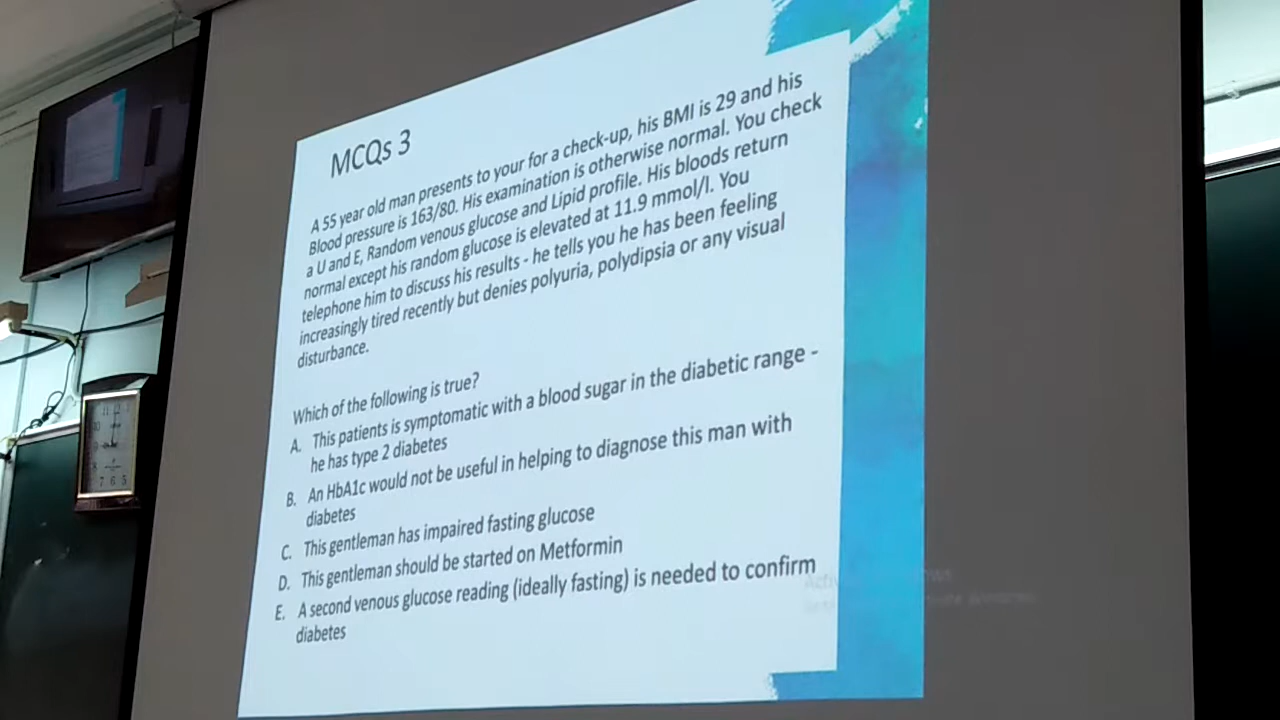 MCQs 3
A 55 year old man presents to your for a check-up, his BMI is 29 and his
Blood pressure is 163/80. His examination is otherwise normal. You check
a U and E, Random venous glucose and Lipid profile. His bloods return
normal except his random glucose is elevated at 11.9 mmol/l. You
telephone him to discuss his results - he tells you he has been feeling
increasingly tired recently but denies polyuria, polydipsia or any visual
disturbance.
Which of the following is true?
A. This patients is symptomatic with a blood sugar in the diabetic range -
he has type 2 diabetes
B. An HbA1c would not be useful in helping to diagnose this man with
diabetes
C. This gentleman has impaired fasting glucose
D. This gentleman should be started on Metformin
E. A second venous glucose reading (ideally fasting) is needed to confirm
diabetes
7 6 5